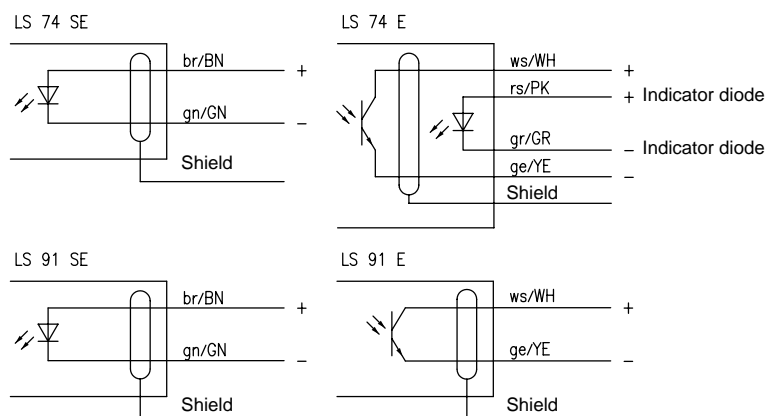 LS 74 SE
br/BN +
gn/GN −
Shield
LS 74 E
ws/WH +
rs/PK + Indicator diode
gr/GR − Indicator diode
ge/YE −
Shield
LS 91 SE
br/BN +
gn/GN −
Shield
LS 91 E
ws/WH +
ge/YE −
Shield